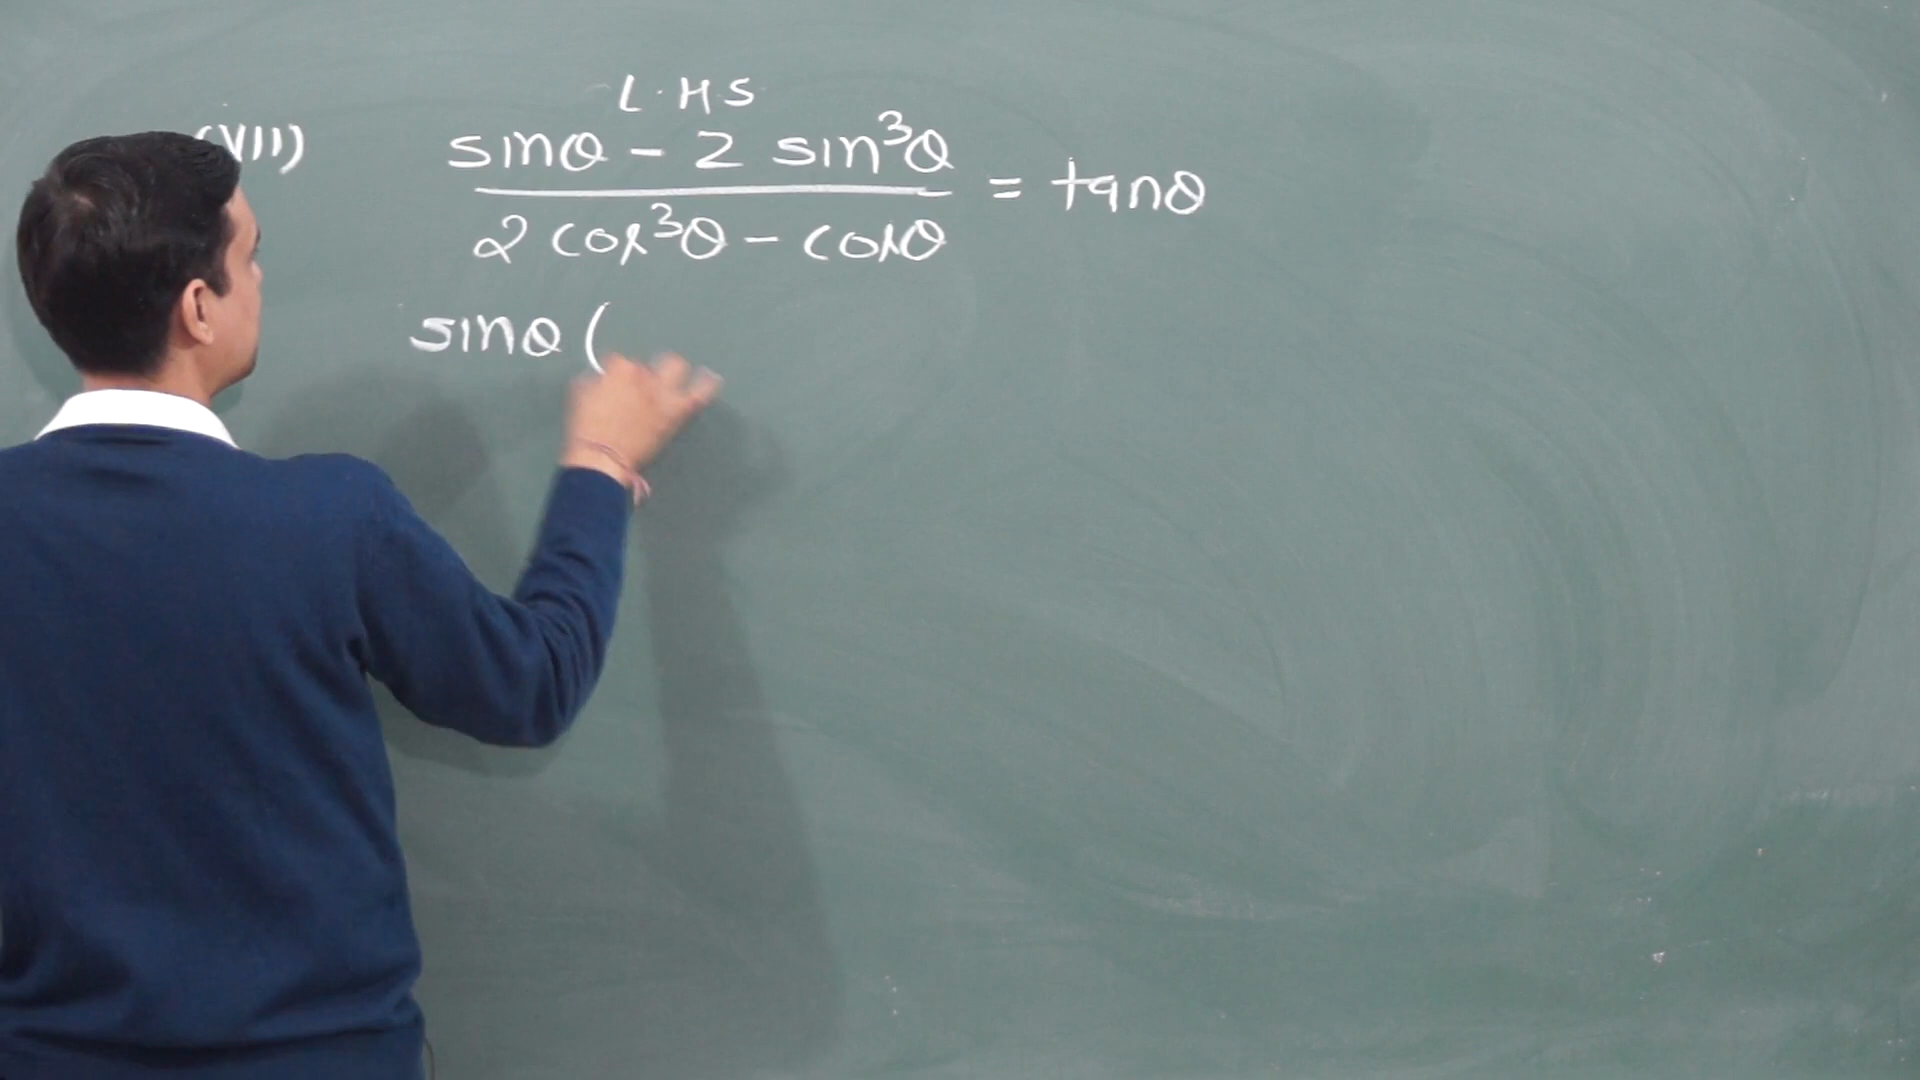 L.H.S
(VII) sinθ - 2 sin³θ / 2 cos³θ - cosθ = tanθ
sinθ (